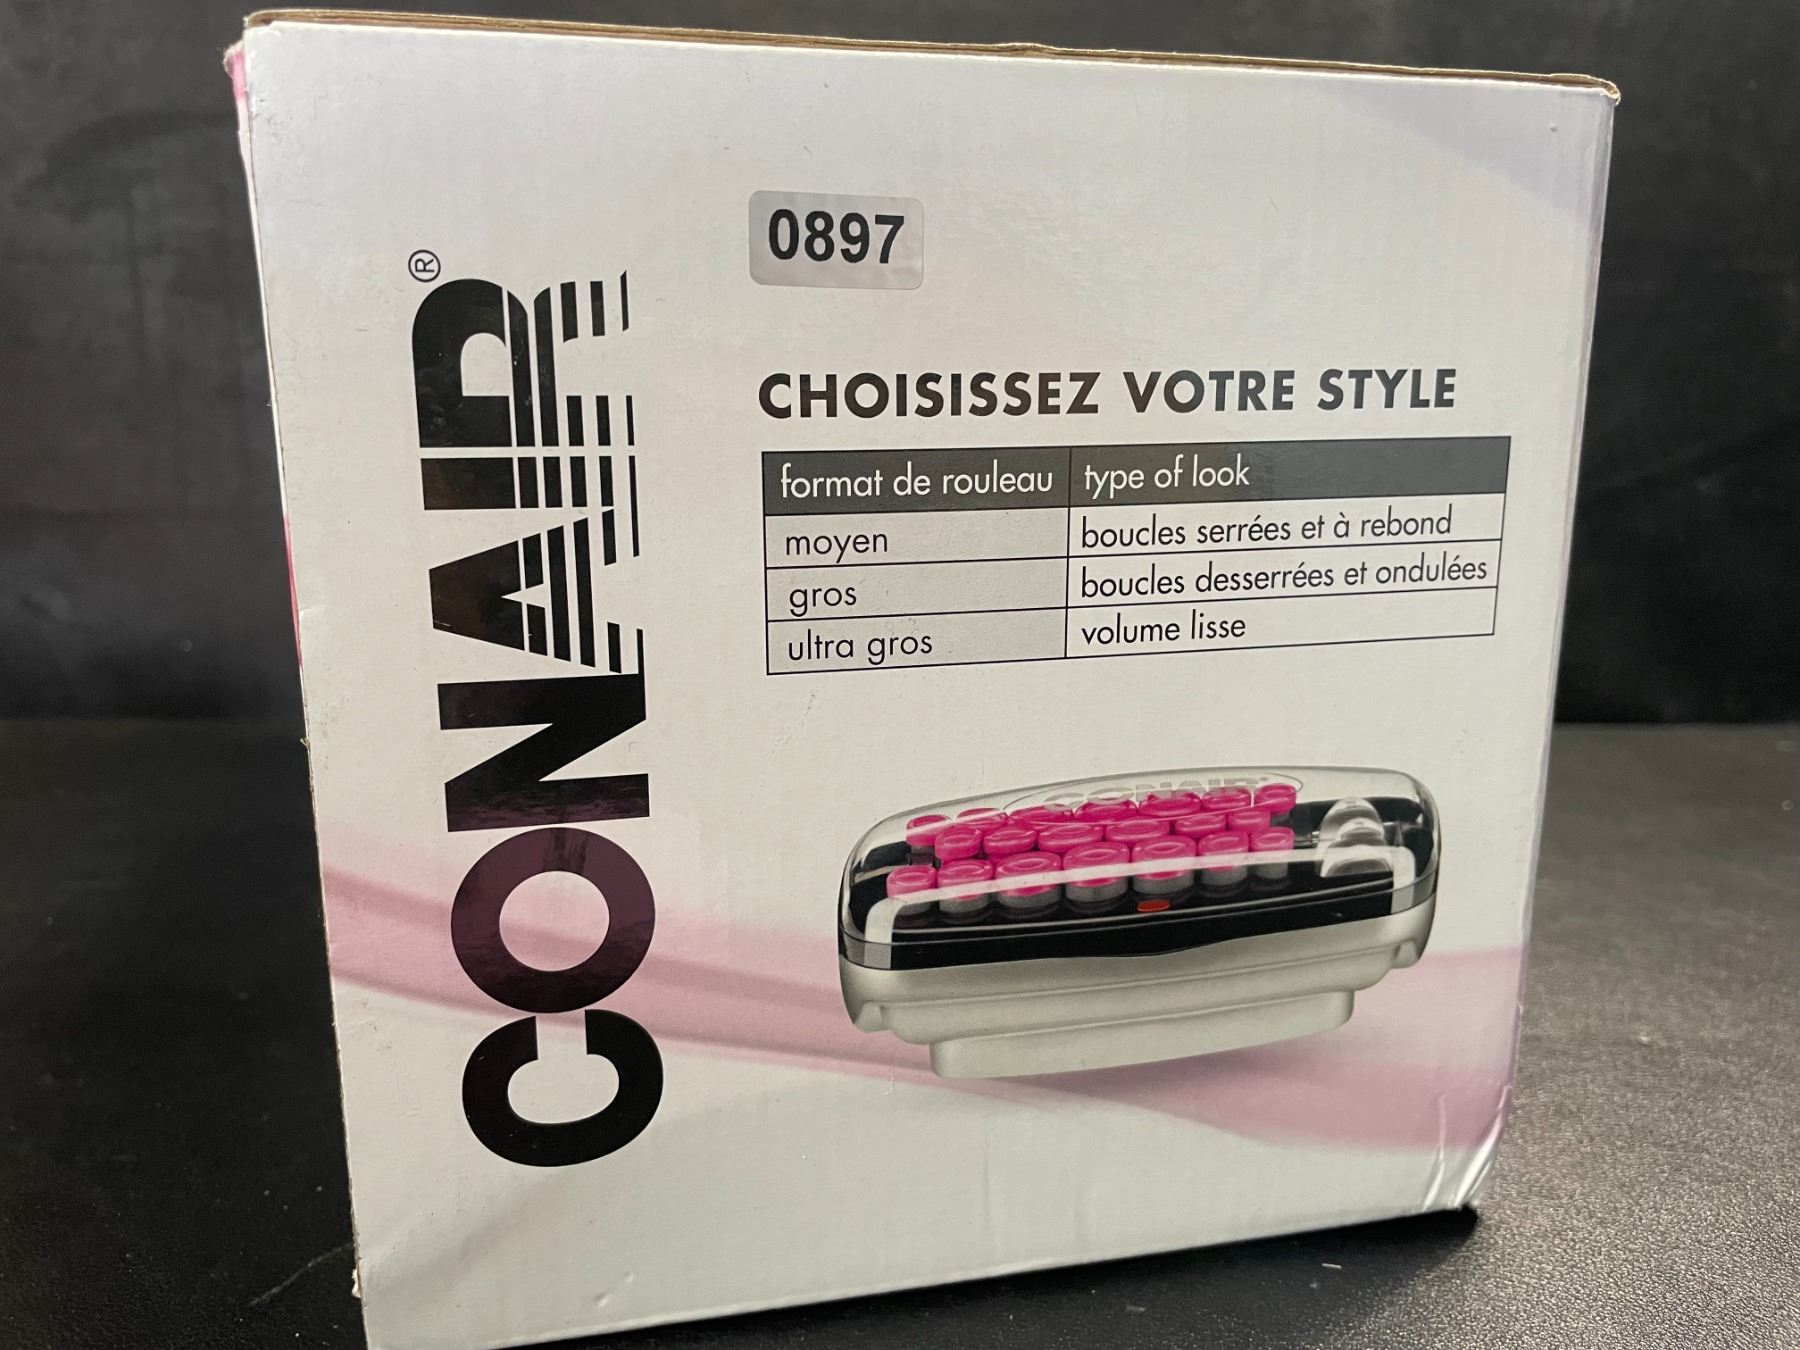 CONAIR®
0897
CHOISISSEZ VOTRE STYLE
format de rouleau type of look
moyen boucles serrées et à rebond
gros boucles desserrées et ondulées
ultra gros volume lisse
CONAIR